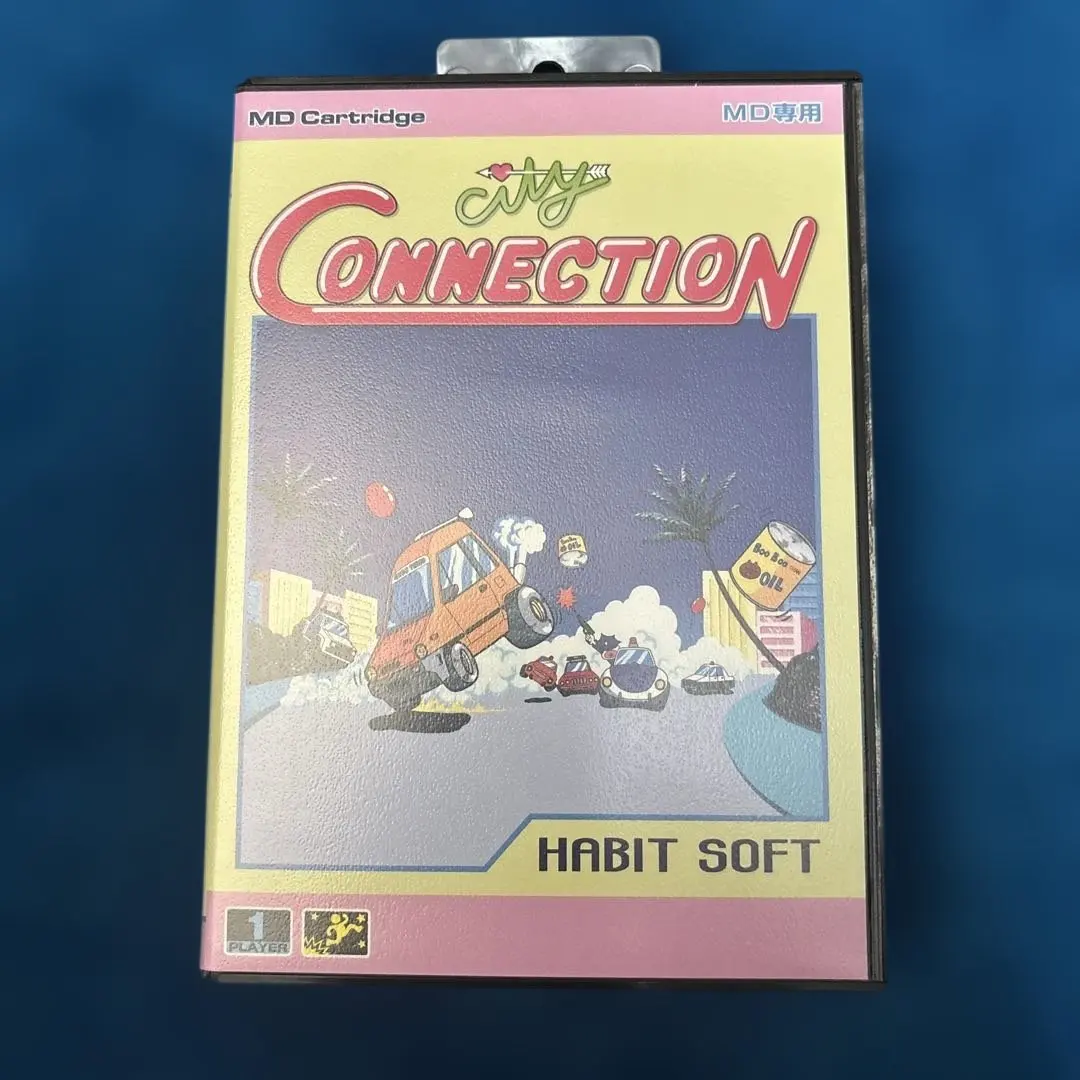 MD Cartridge
MD専用
city
CONNECTION
Boo Boo
OIL
HABIT SOFT
1
PLAYER